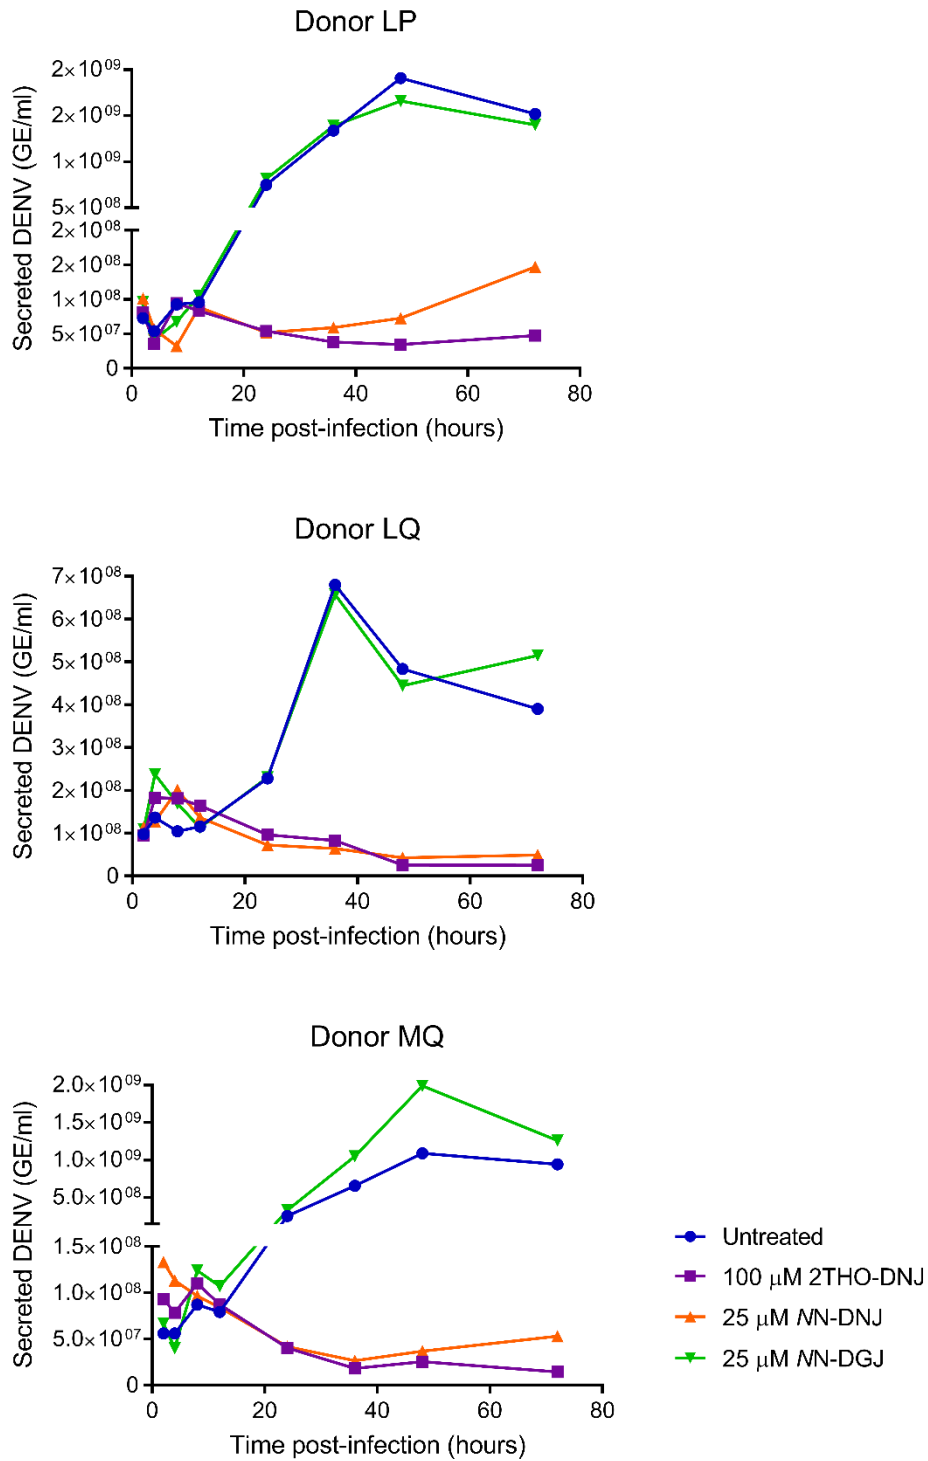 Donor LP
Secreted DENV (GE/ml)
2×10⁰⁹
2×10⁰⁹
1×10⁰⁹
5×10⁰⁸
2×10⁰⁸
2×10⁰⁸
1×10⁰⁸
5×10⁰⁷
0
0 20 40 60 80
Time post-infection (hours)
Donor LQ
Secreted DENV (GE/ml)
7×10⁰⁸
6×10⁰⁸
5×10⁰⁸
4×10⁰⁸
3×10⁰⁸
2×10⁰⁸
1×10⁰⁸
0
0 20 40 60 80
Time post-infection (hours)
Donor MQ
Secreted DENV (GE/ml)
2.0×10⁰⁹
1.5×10⁰⁹
1.0×10⁰⁹
5.0×10⁰⁸
1.5×10⁰⁸
1.0×10⁰⁸
5.0×10⁰⁷
0
0 20 40 60 80
Time post-infection (hours)
Untreated
100 μM 2THO-DNJ
25 μM NN-DNJ
25 μM NN-DGJ